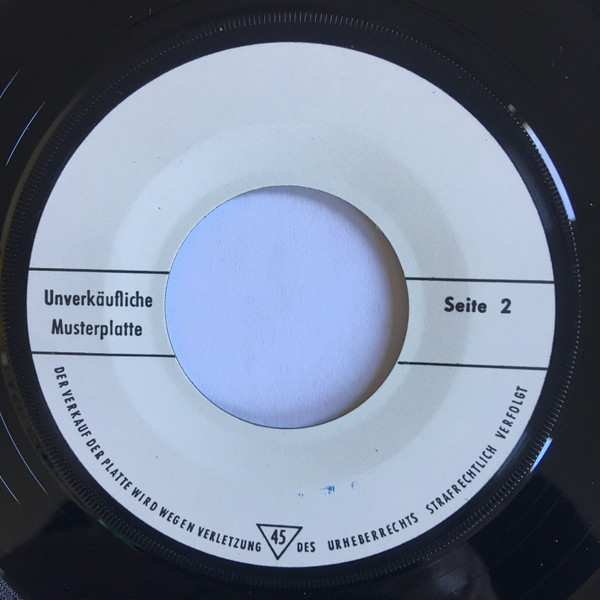 Unverkäufliche
Musterplatte
Seite 2
DER VERKAUF DER PLATTE WIRD WEGEN VERLETZUNG 45 DES URHEBERRECHTS STRAFRECHTLICH VERFOLGT